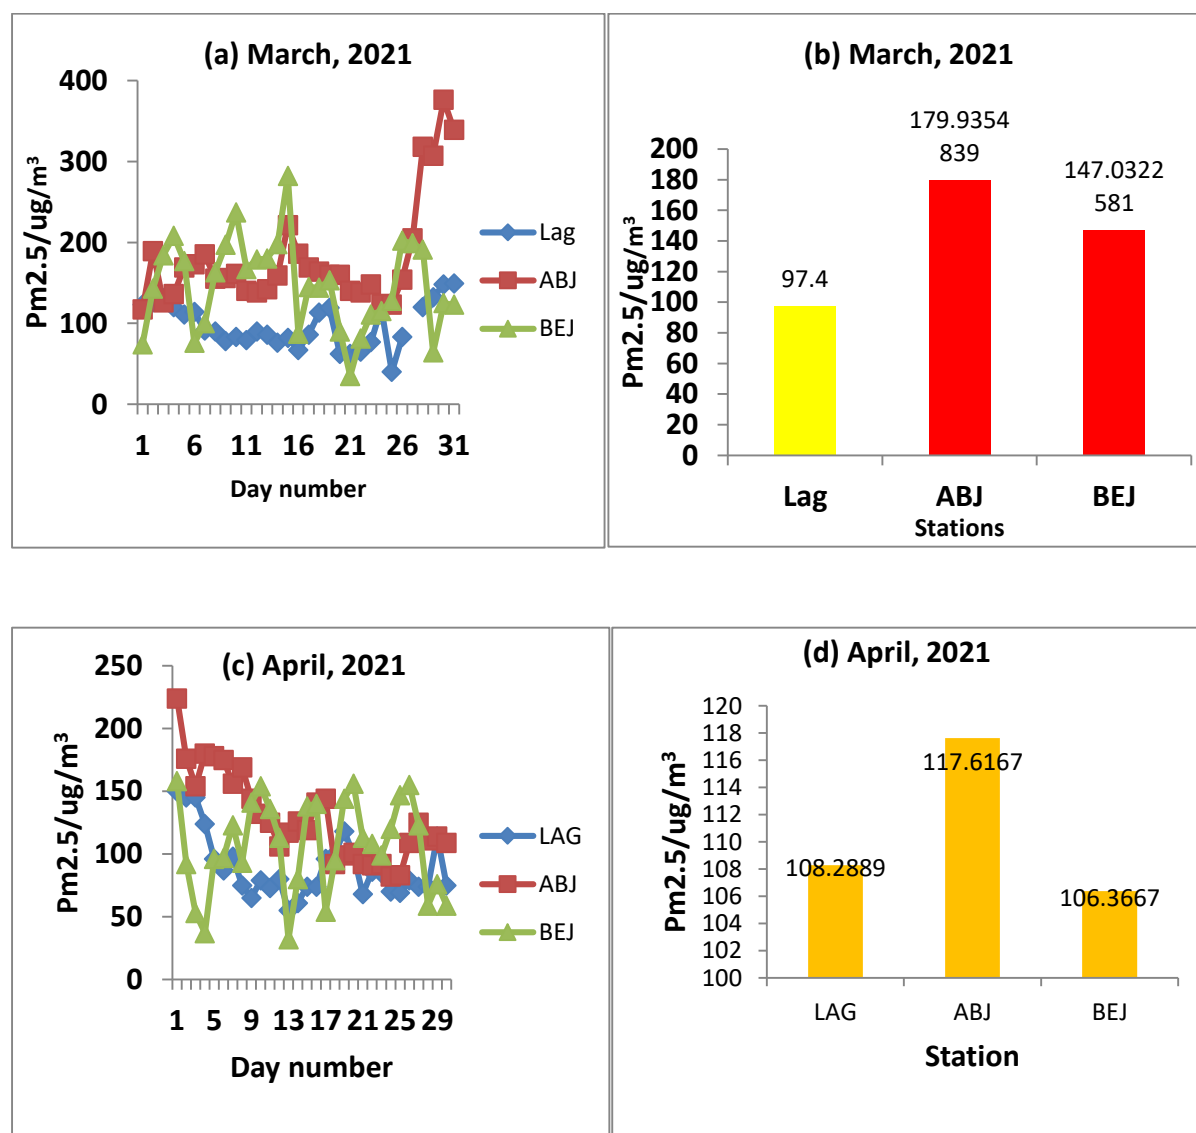 (a) March, 2021
Pm2.5/ug/m³
400
300
200
100
0
1 6 11 16 21 26 31
Day number
Lag
ABJ
BEJ
(b) March, 2021
Pm2.5/ug/m³
200
180
160
140
120
100
80
60
40
20
0
97.4
179.9354
839
147.0322
581
Lag ABJ BEJ
Stations
(c) April, 2021
Pm2.5/ug/m³
250
200
150
100
50
0
1 5 9 13 17 21 25 29
Day number
LAG
ABJ
BEJ
(d) April, 2021
Pm2.5/ug/m³
120
118
116
114
112
110
108
106
104
102
100
108.2889
117.6167
106.3667
LAG ABJ BEJ
Station